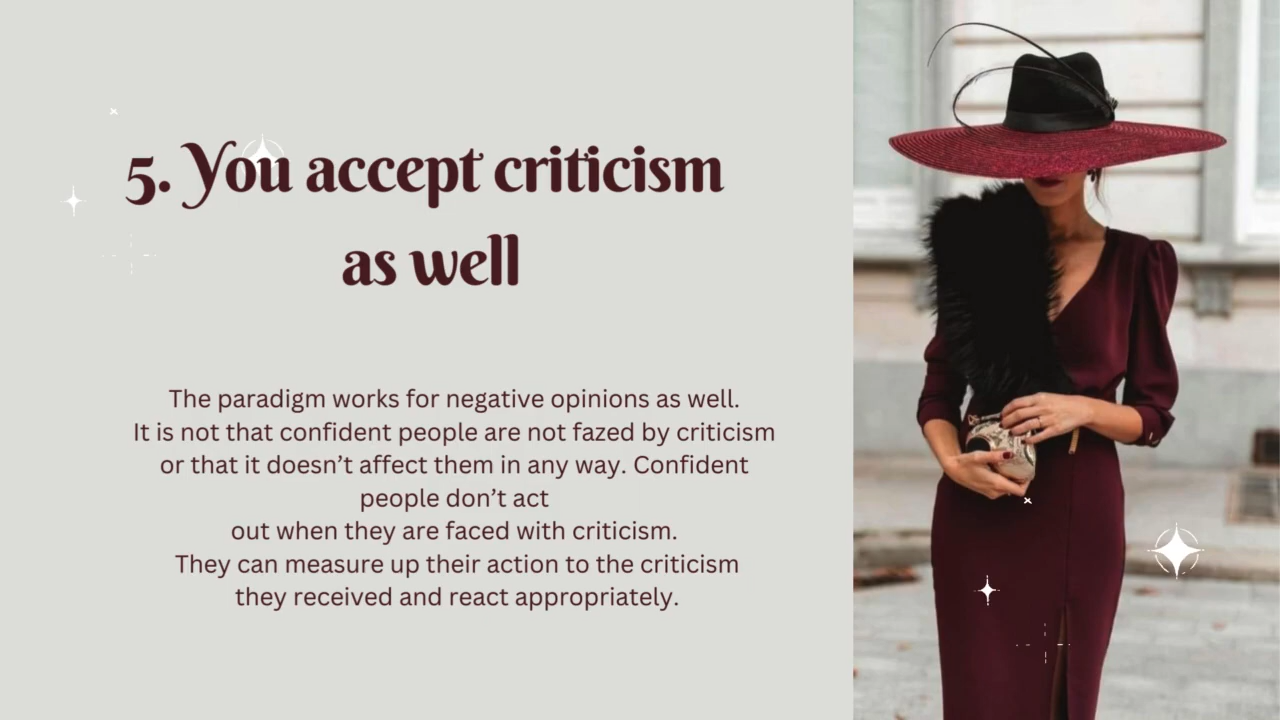 5. You accept criticism
as well
The paradigm works for negative opinions as well.
It is not that confident people are not fazed by criticism
or that it doesn’t affect them in any way. Confident
people don’t act
out when they are faced with criticism.
They can measure up their action to the criticism
they received and react appropriately.